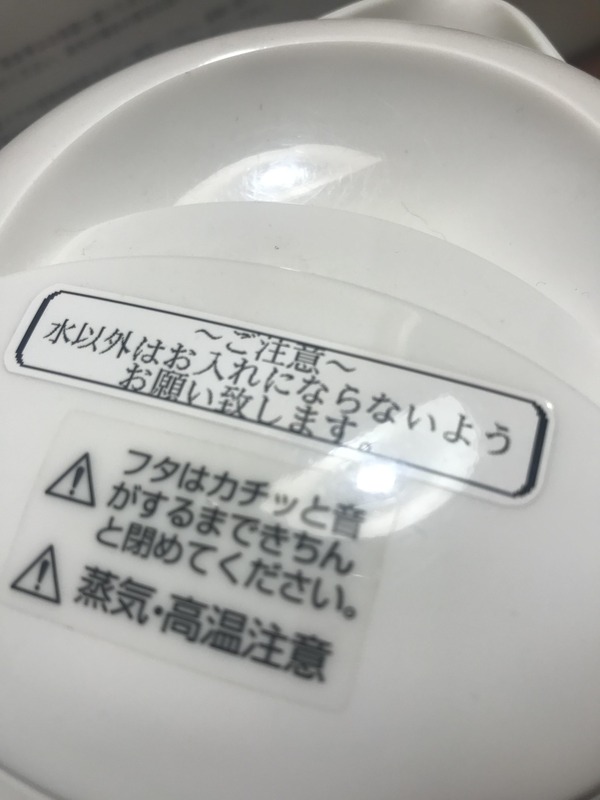 ～ご注意～
水以外はお入れにならないよう
お願い致します。
フタはカチッと音
がするまできちん
と閉めてください。
蒸気・高温注意